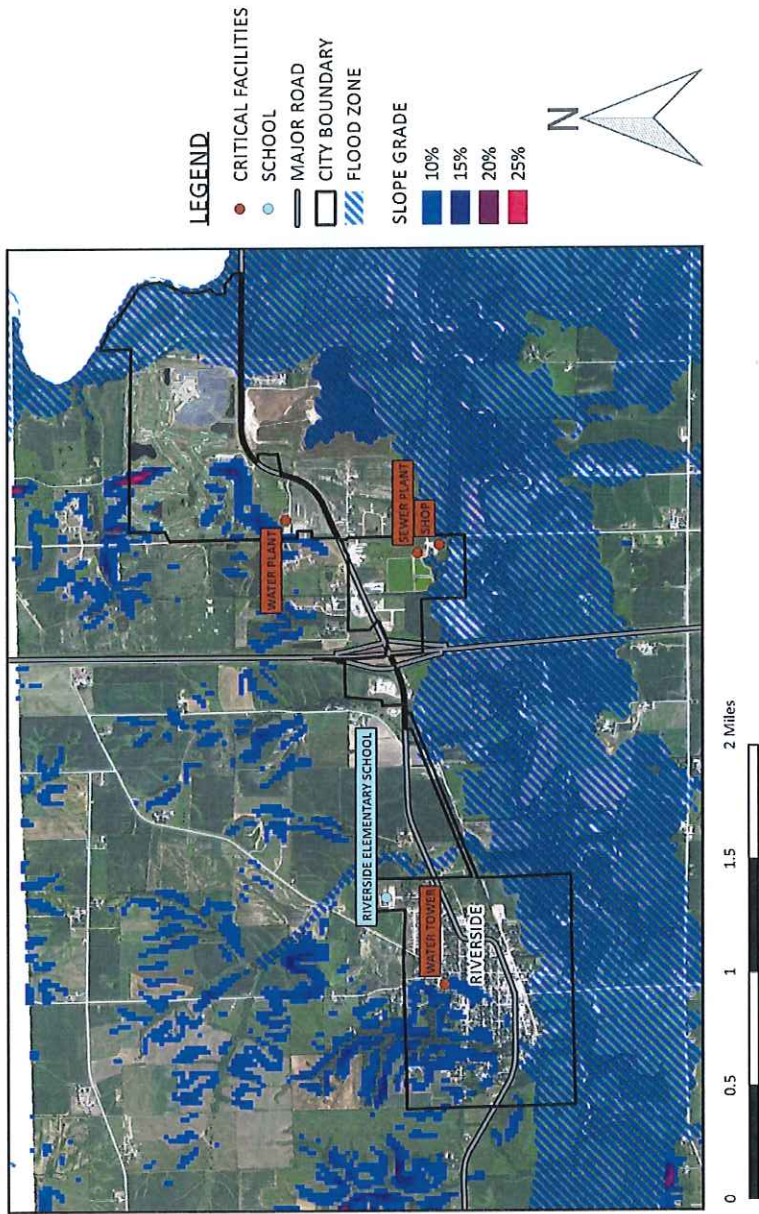 LEGEND
CRITICAL FACILITIES
SCHOOL
MAJOR ROAD
CITY BOUNDARY
FLOOD ZONE
SLOPE GRADE
10%
15%
20%
25%
N
WATER PLANT
SEWER PLANT
SHOP
RIVERSIDE ELEMENTARY SCHOOL
WATER TOWER
RIVERSIDE
0
0.5
1
1.5
2 Miles